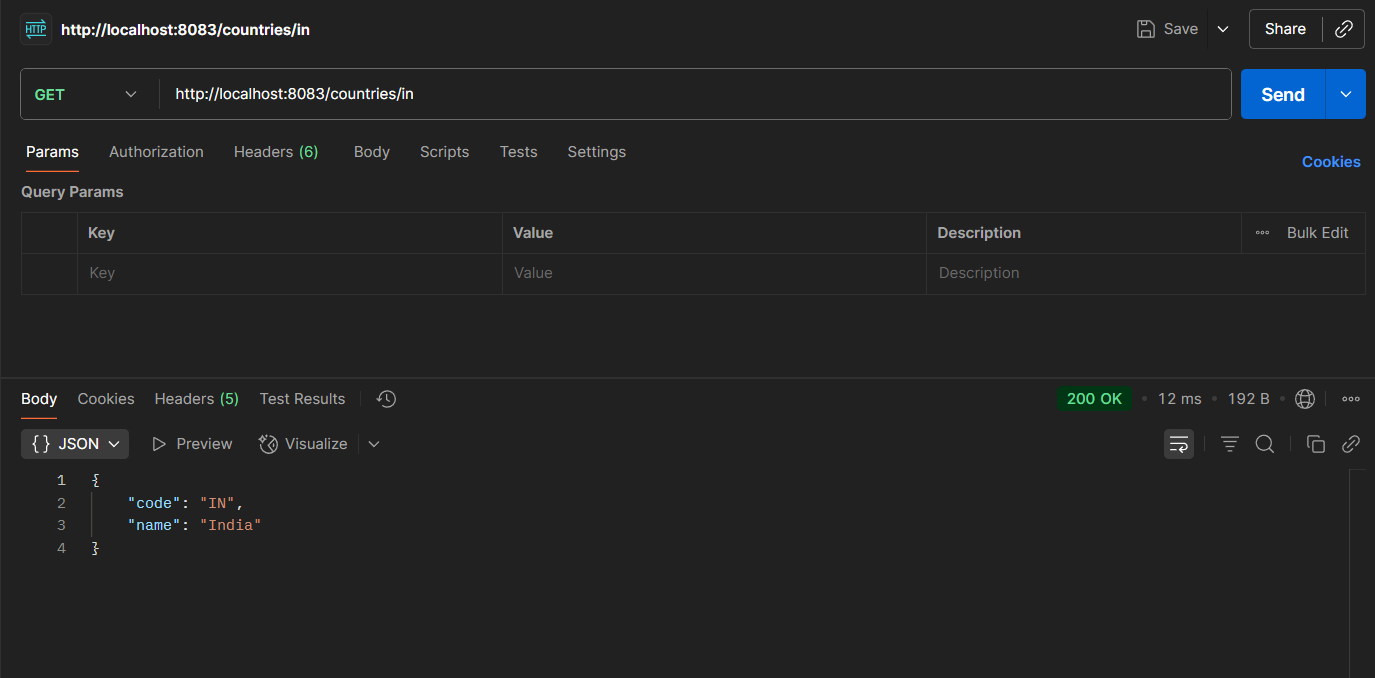 HTTP http://localhost:8083/countries/in Save Share
GET http://localhost:8083/countries/in Send
Params Authorization Headers (6) Body Scripts Tests Settings Cookies
Query Params
Key Value Description Bulk Edit
Key Value Description
Body Cookies Headers (5) Test Results 200 OK • 12 ms • 192 B •
{} JSON Preview Visualize
1 {
2 "code": "IN",
3 "name": "India"
4 }